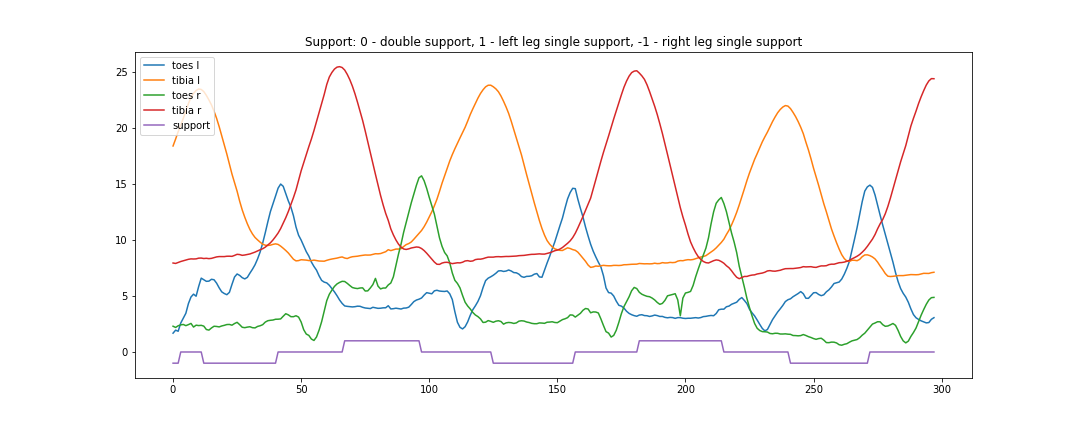 Support: 0 - double support, 1 - left leg single support, -1 - right leg single support
25
20
15
10
5
0
toes l
tibia l
toes r
tibia r
support
0 50 100 150 200 250 300